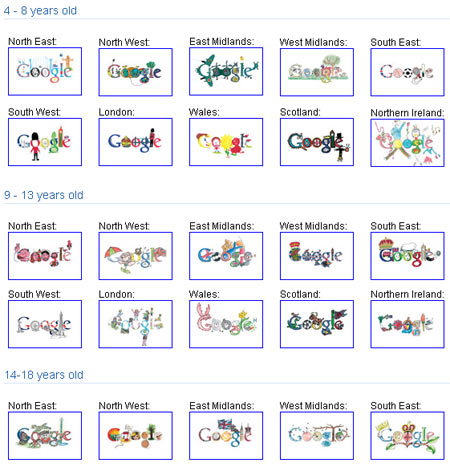 4 - 8 years old
North East: North West: East Midlands: West Midlands: South East:
Google Google Google Google Google
South West: London: Wales: Scotland: Northern Ireland:
Google Google Google Google Google
9 - 13 years old
North East: North West: East Midlands: West Midlands: South East:
Google Google Google Google Google
South West: London: Wales: Scotland: Northern Ireland:
Google Google Google Google Google
14-18 years old
North East: North West: East Midlands: West Midlands: South East:
Google Google Google Google Google